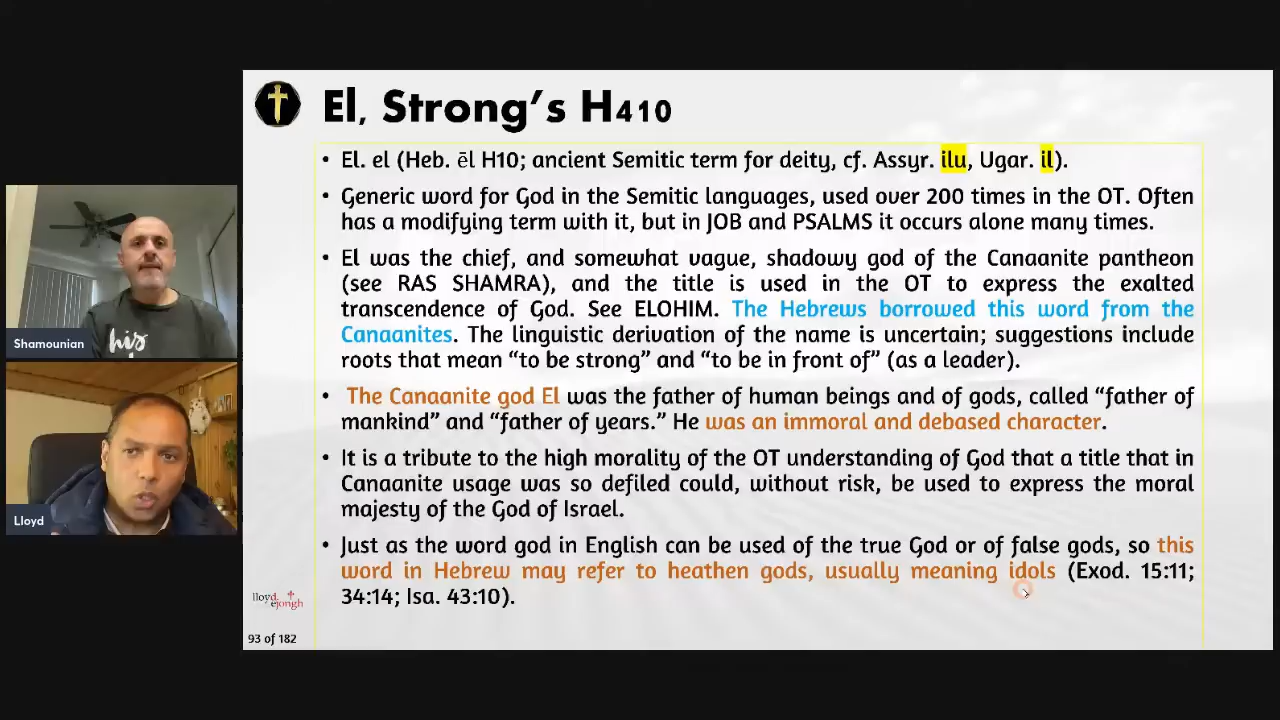 El, Strong's H410
• El. el (Heb. ēl H10; ancient Semitic term for deity, cf. Assyr. ilu, Ugar. il).
• Generic word for God in the Semitic languages, used over 200 times in the OT. Often
has a modifying term with it, but in JOB and PSALMS it occurs alone many times.
• El was the chief, and somewhat vague, shadowy god of the Canaanite pantheon
(see RAS SHAMRA), and the title is used in the OT to express the exalted
transcendence of God. See ELOHIM. The Hebrews borrowed this word from the
Canaanites. The linguistic derivation of the name is uncertain; suggestions include
roots that mean “to be strong” and “to be in front of” (as a leader).
• The Canaanite god El was the father of human beings and of gods, called “father of
mankind” and “father of years.” He was an immoral and debased character.
• It is a tribute to the high morality of the OT understanding of God that a title that in
Canaanite usage was so defiled could, without risk, be used to express the moral
majesty of the God of Israel.
• Just as the word god in English can be used of the true God or of false gods, so this
word in Hebrew may refer to heathen gods, usually meaning idols (Exod. 15:11;
34:14; Isa. 43:10).
his
Shamounian
Lloyd
lloyd
ejongh
93 of 182